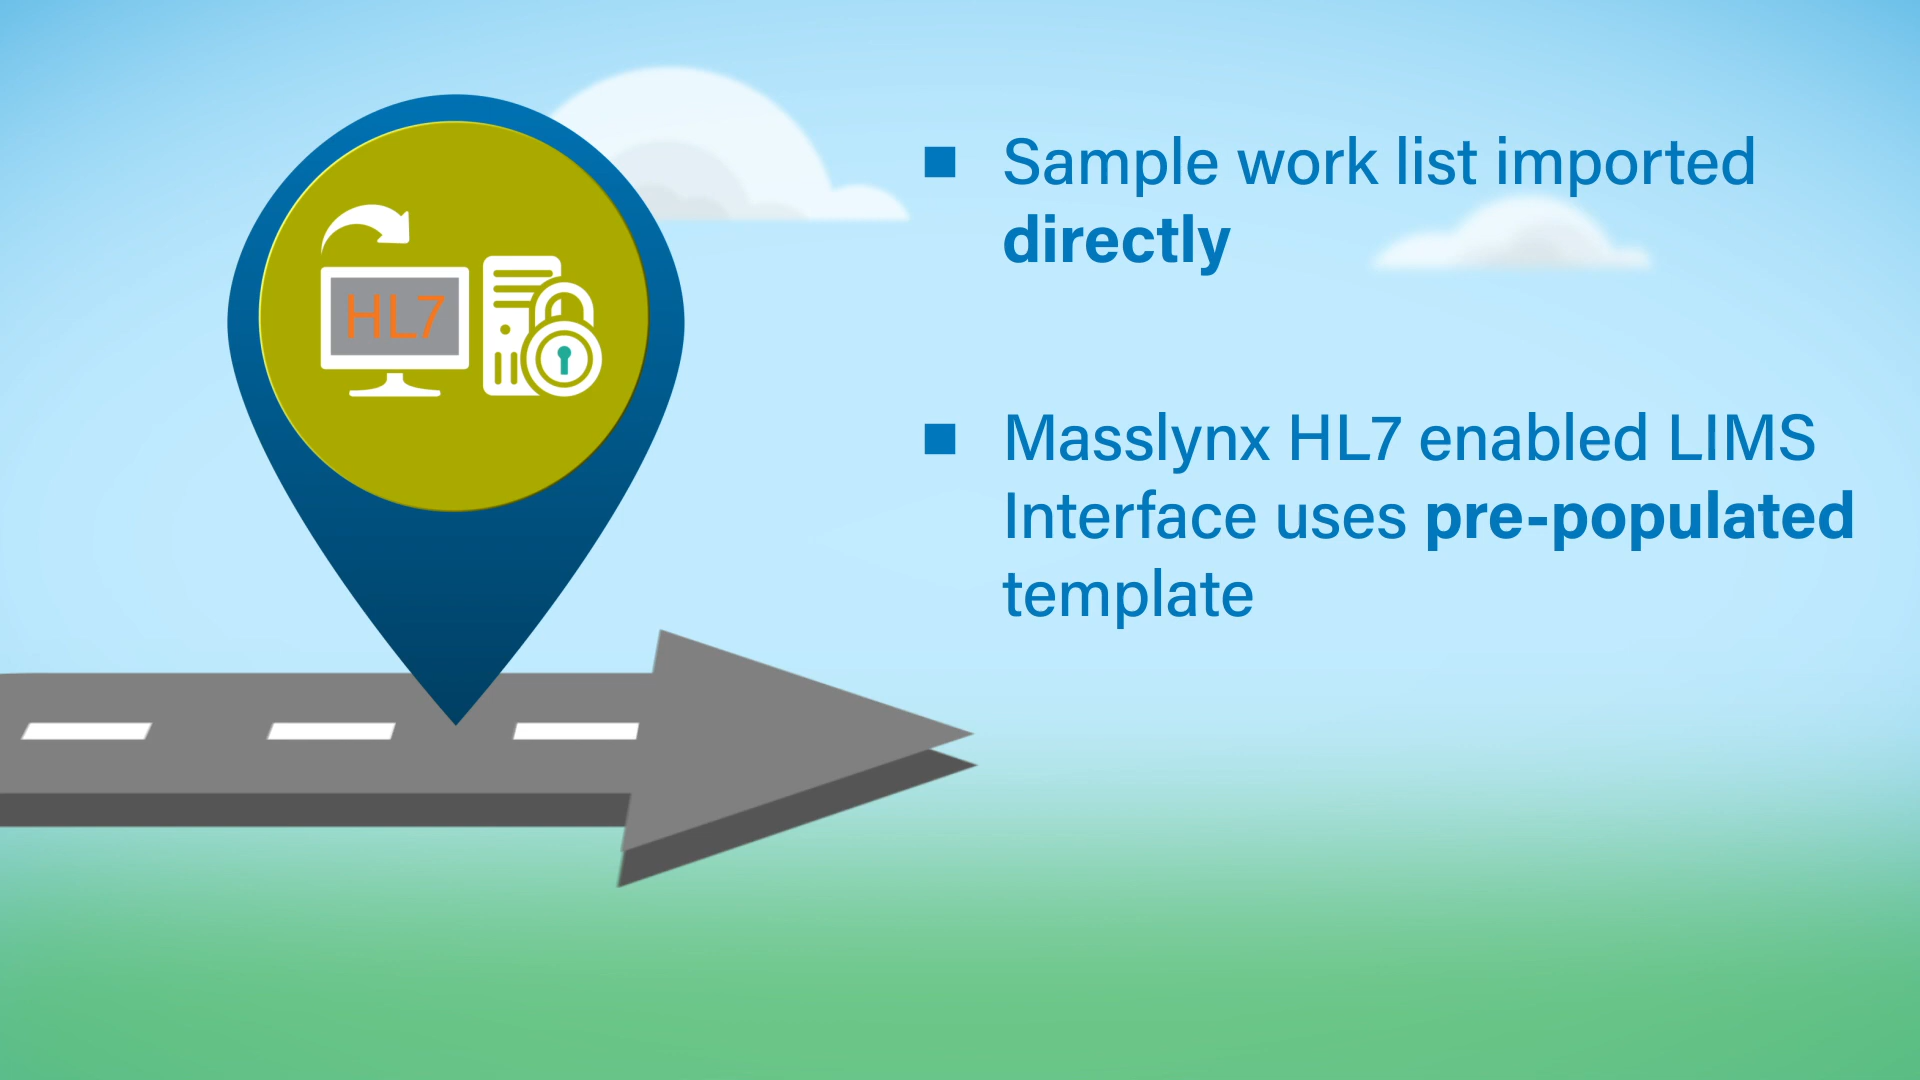 HL7
Sample work list imported
directly
Masslynx HL7 enabled LIMS
Interface uses pre-populated
template